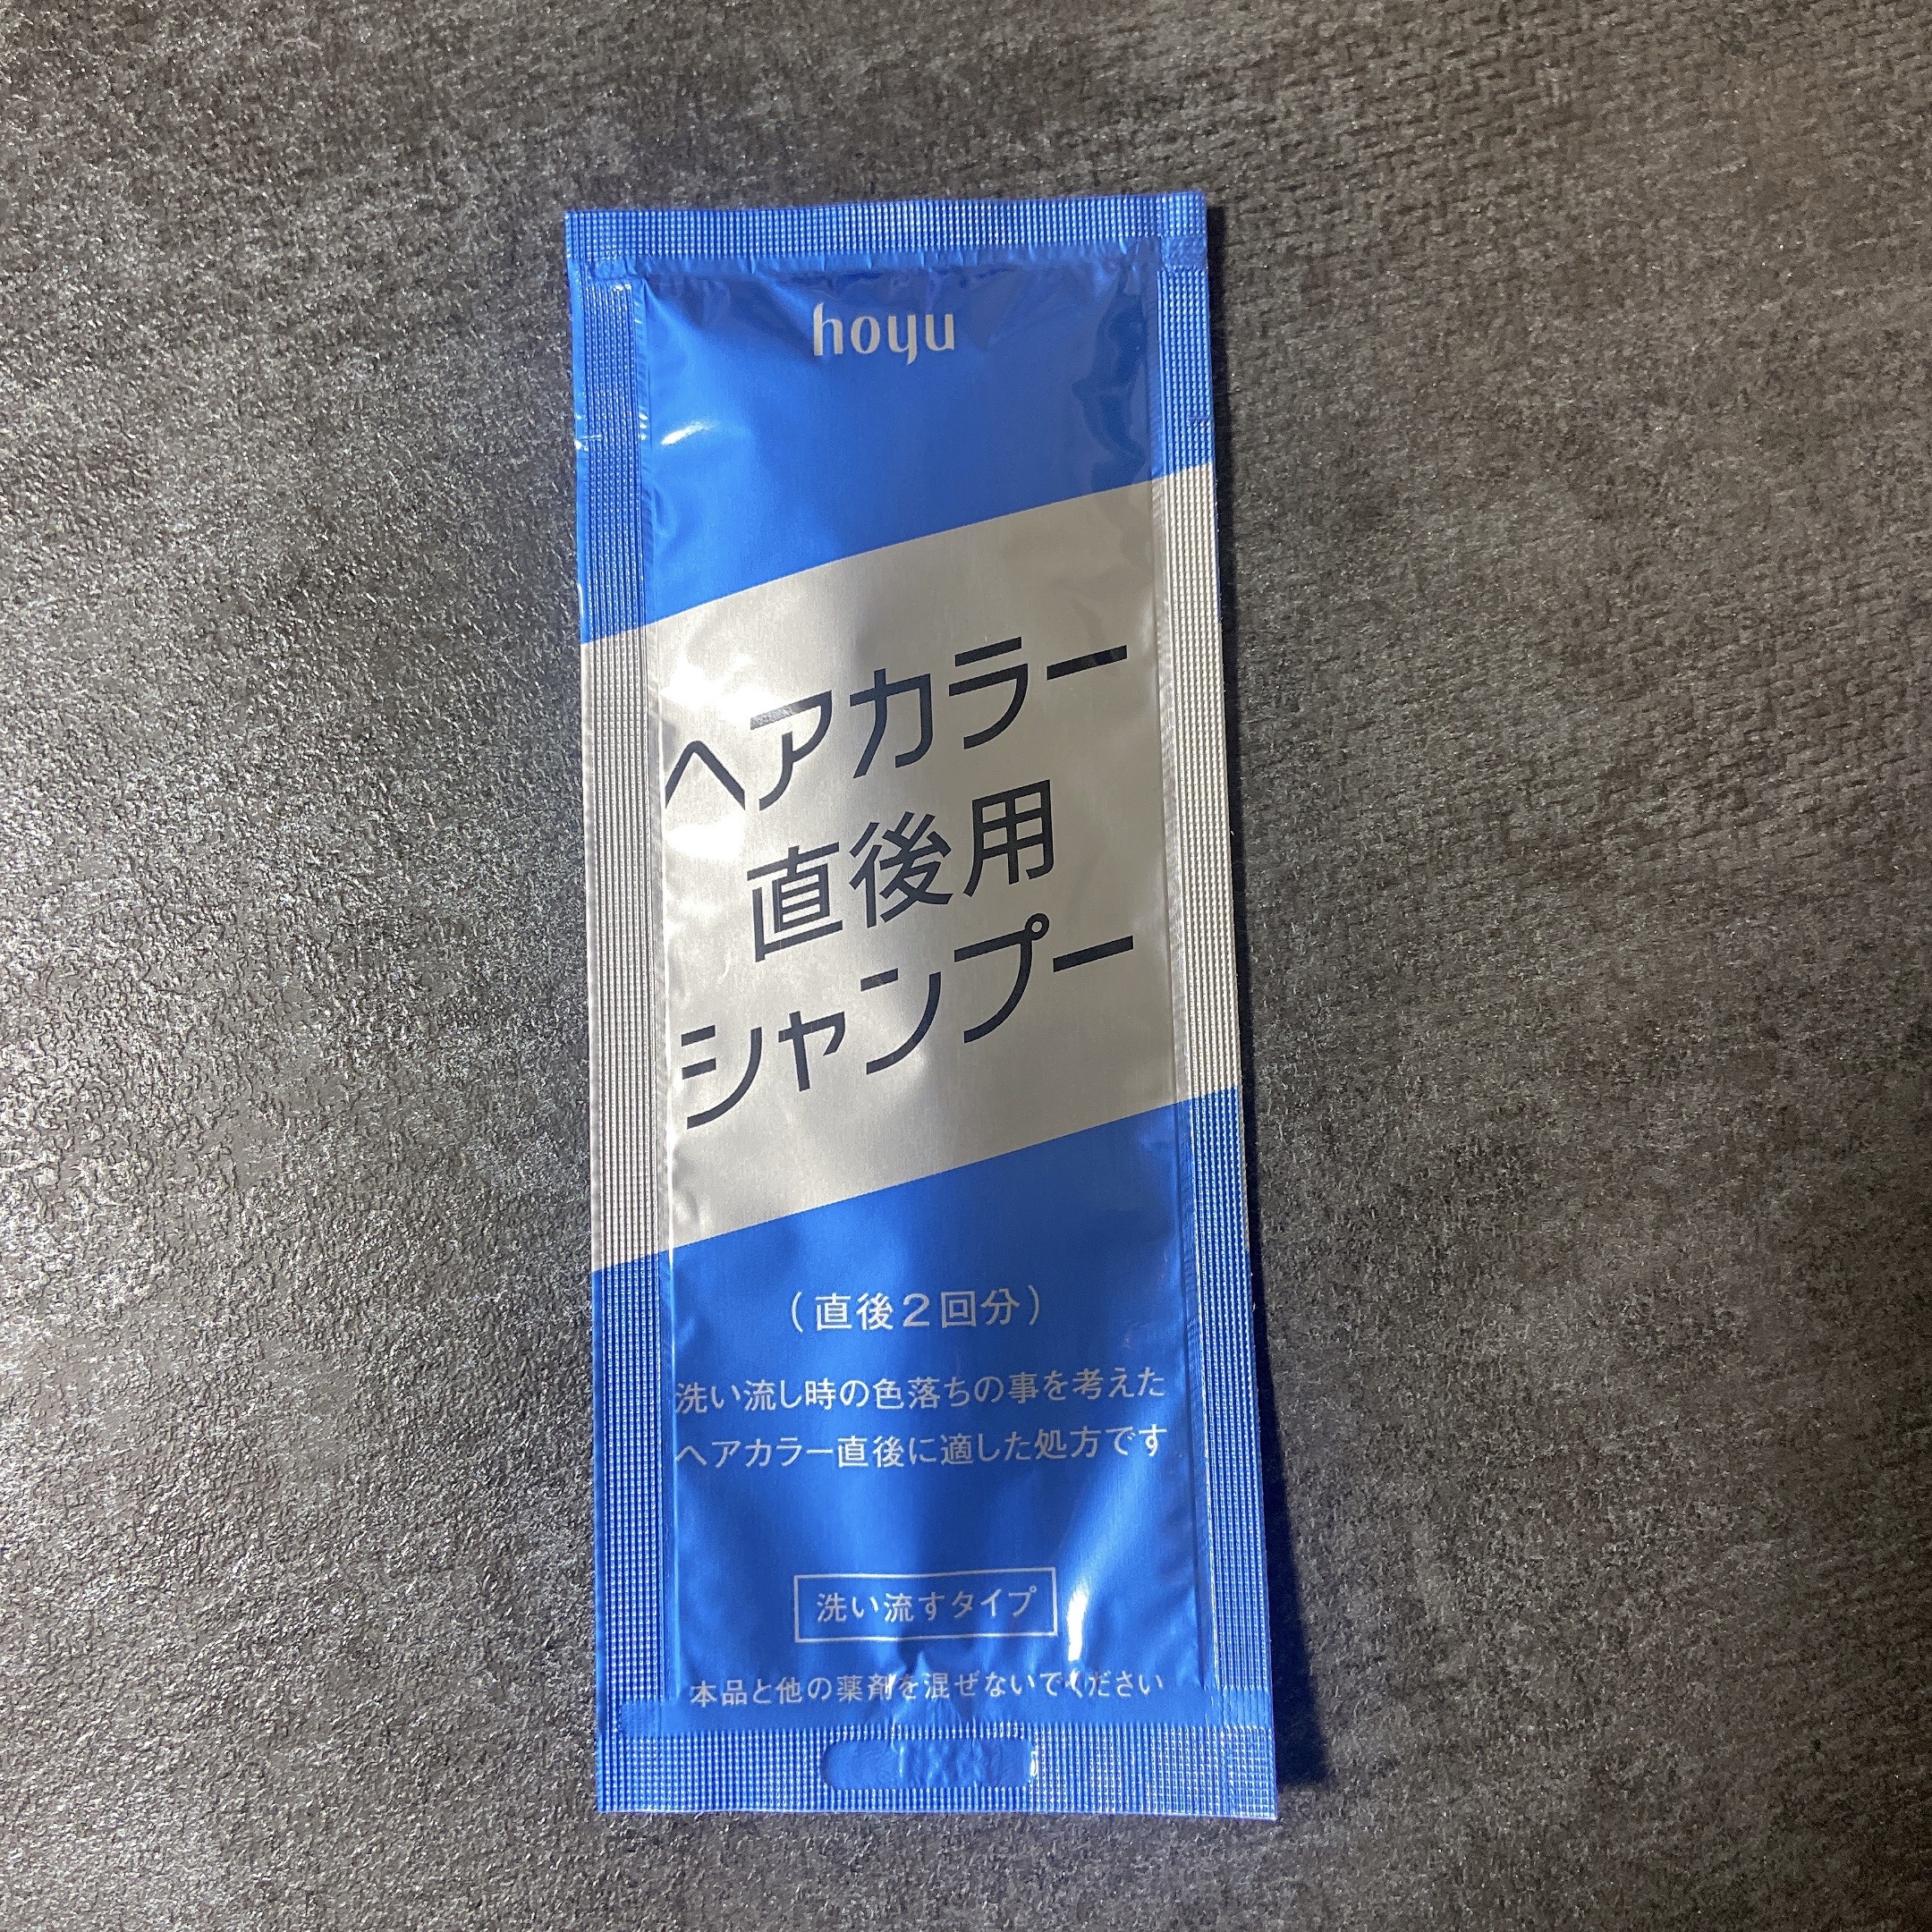 hoyu
ヘアカラー
直後用
シャンプー
(直後2回分)
洗い流し時の色落ちの事を考えた
ヘアカラー直後に適した処方です
洗い流すタイプ
本品と他の薬剤を混ぜないでください